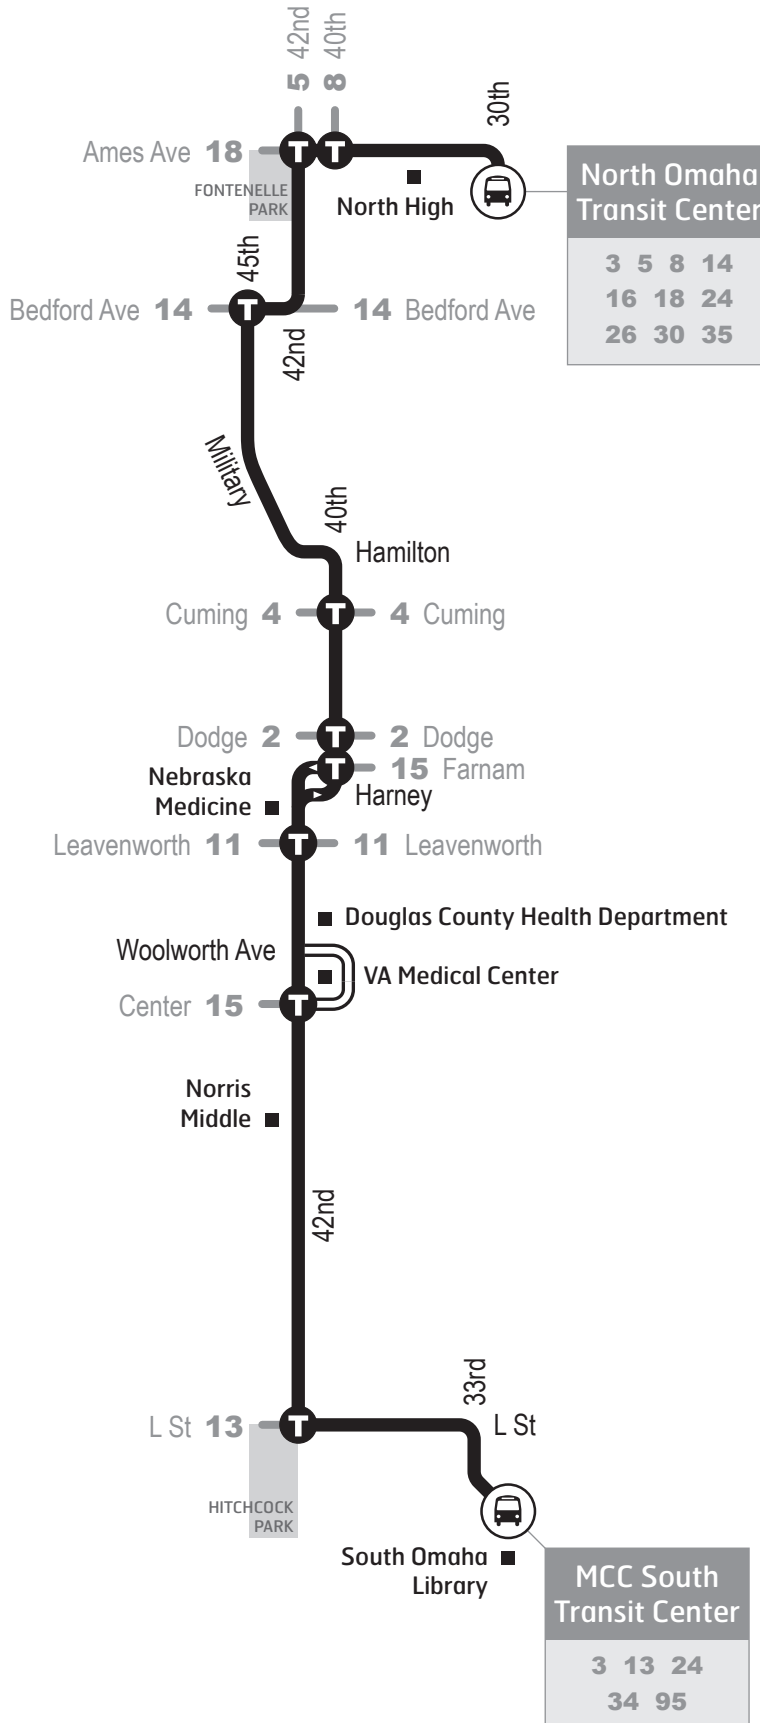 5 42nd
8 40th
30th
Ames Ave 18
T
T
FONTENELLE
PARK
North High
North Omaha
Transit Center
3 5 8 14
16 18 24
26 30 35
45th
Bedford Ave 14
T
14 Bedford Ave
42nd
Military
40th
Hamilton
Cuming 4
T
4 Cuming
Dodge 2
T
2 Dodge
T
15 Farnam
Nebraska
Medicine
Harney
Leavenworth 11
T
11 Leavenworth
Douglas County Health Department
Woolworth Ave
VA Medical Center
Center 15
T
Norris
Middle
42nd
33rd
L St 13
T
L St
HITCHCOCK
PARK
South Omaha
Library
MCC South
Transit Center
3 13 24
34 95